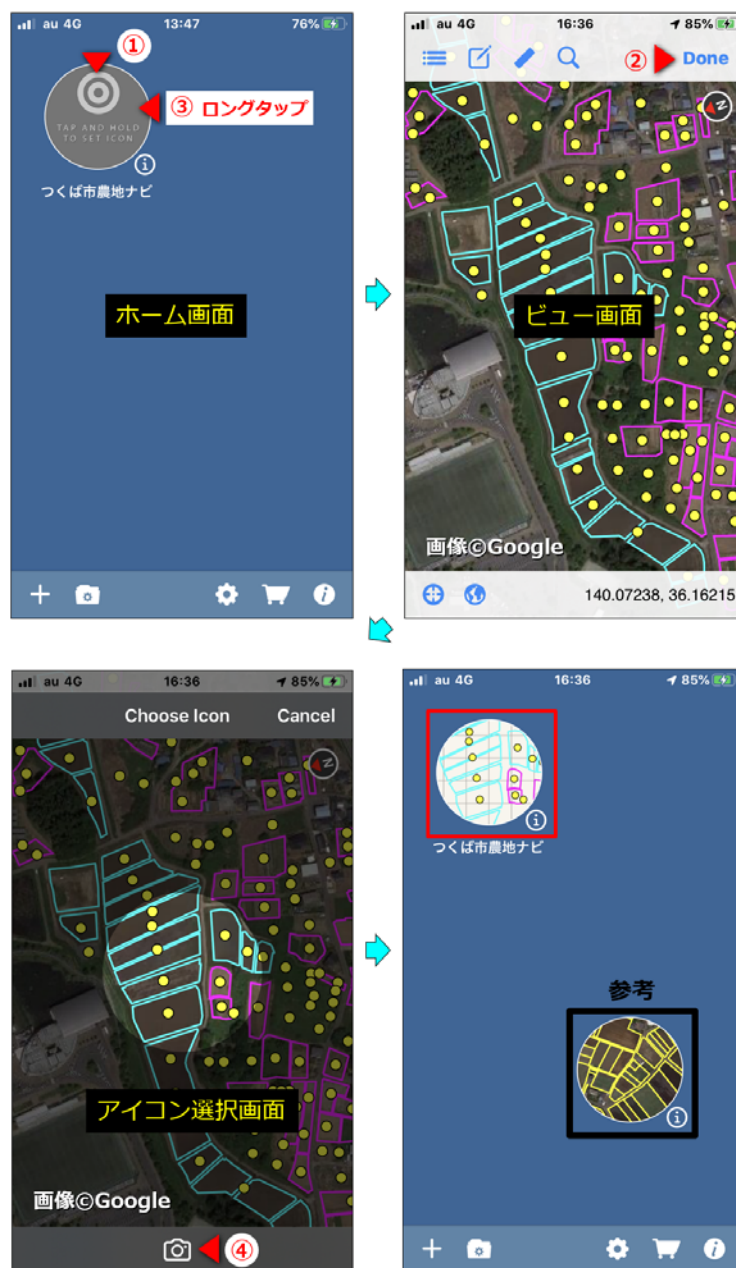 au 4G 13:47 76%
①
③ ロングタップ
TAP AND HOLD
TO SET ICON
つくば市農地ナビ
ホーム画面
au 4G 16:36 85%
② Done
ビュー画面
画像©Google
140.07238, 36.16215
au 4G 16:36 85%
Choose Icon Cancel
アイコン選択画面
画像©Google
④
au 4G 16:36 85%
つくば市農地ナビ
参考